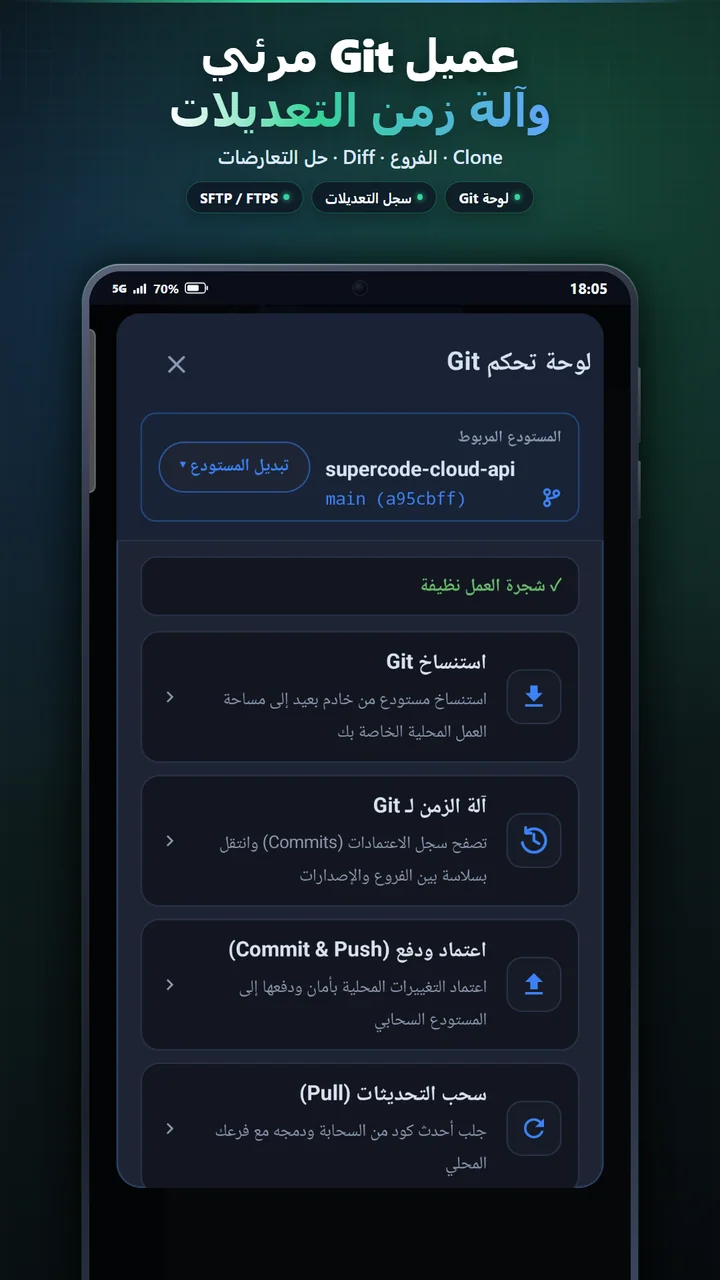 عميل Git مرئي
وآلة زمن التعديلات
Clone · الفروع · Diff · حل التعارضات
لوحة Git
سجل التعديلات
SFTP / FTPS
5G 70%
18:05
لوحة تحكم Git
المستودع المربوط
supercode-cloud-api
main (a95cbff)
تبديل المستودع
✓ شجرة العمل نظيفة
استنساخ Git
استنساخ مستودع من خادم بعيد إلى مساحة
العمل المحلية الخاصة بك
آلة الزمن لـ Git
تصفح سجل الاعتمادات (Commits) وانتقل
بسلاسة بين الفروع والإصدارات
اعتماد ودفع (Commit & Push)
اعتماد التغييرات المحلية بأمان ودفعها إلى
المستودع السحابي
سحب التحديثات (Pull)
جلب أحدث كود من السحابة ودمجه مع فرعك
المحلي